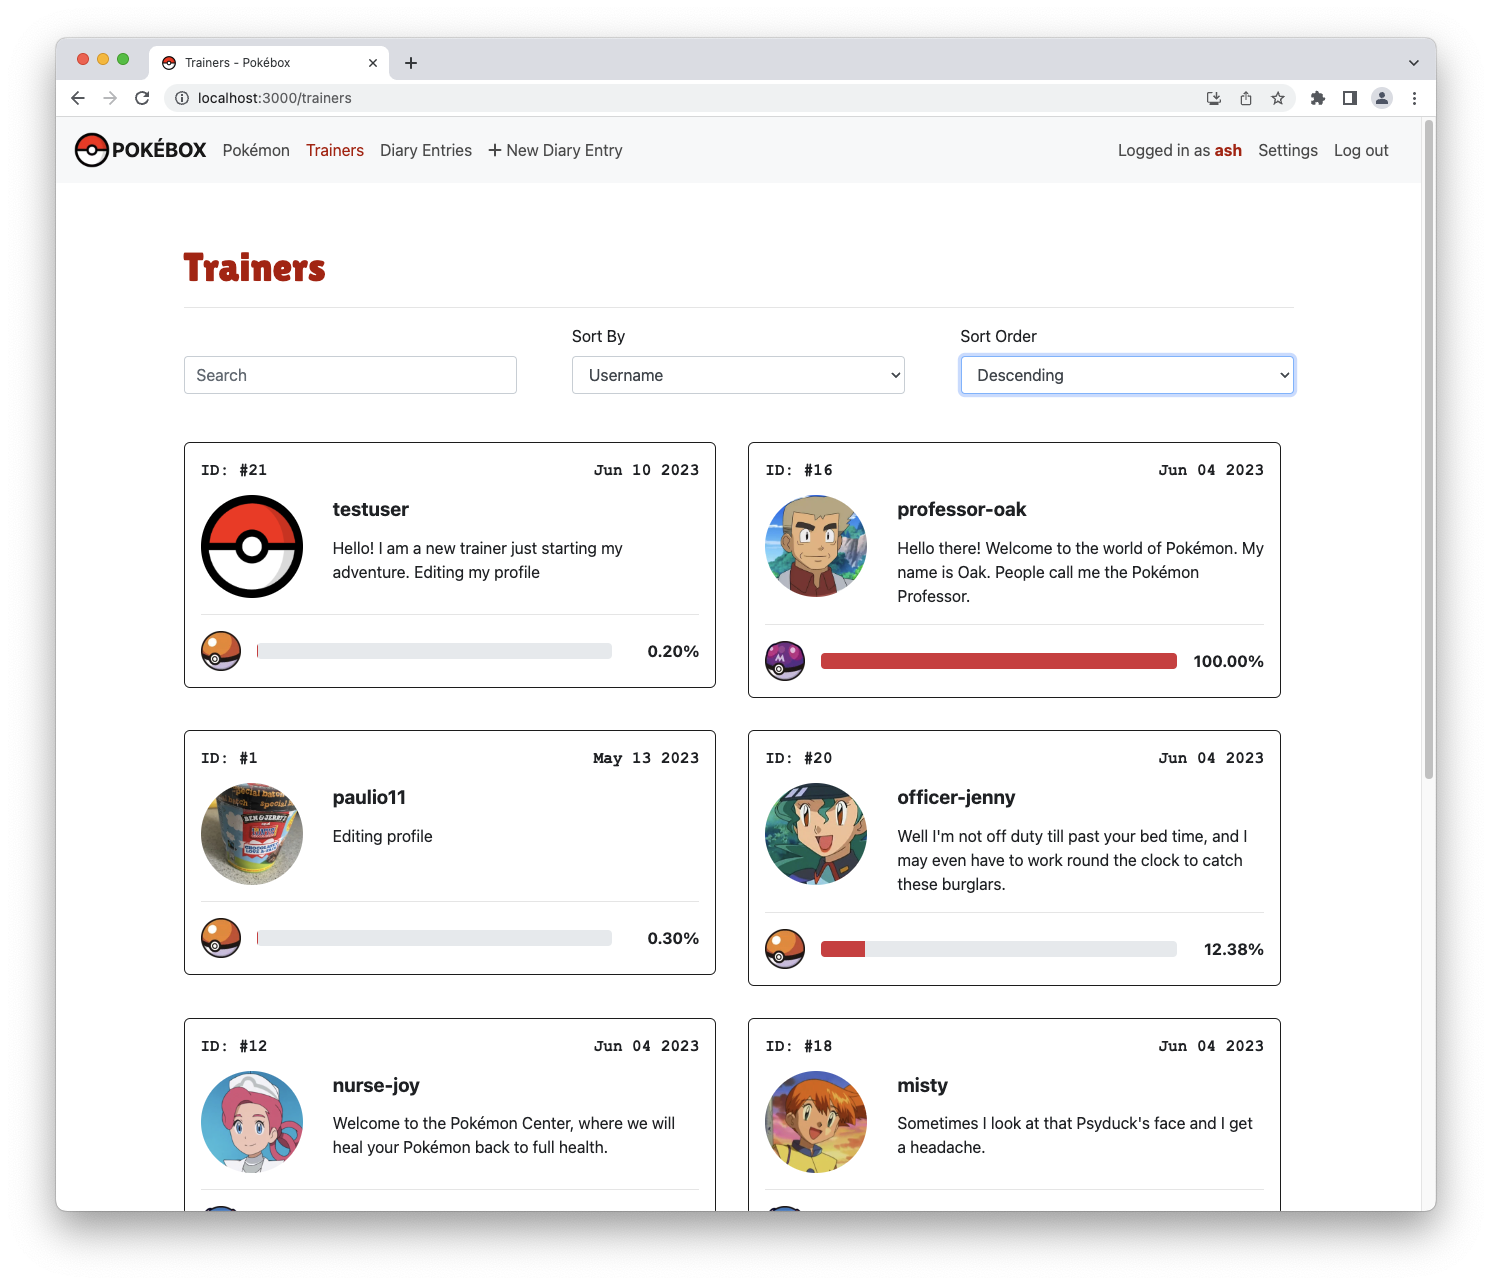 Trainers - Pokébox
localhost:3000/trainers
POKÉBOX Pokémon Trainers Diary Entries + New Diary Entry Logged in as ash Settings Log out
Trainers
Sort By
Sort Order
Search
Username
Descending
ID: #21 Jun 10 2023
testuser
Hello! I am a new trainer just starting my
adventure. Editing my profile
0.20%
ID: #16 Jun 04 2023
professor-oak
Hello there! Welcome to the world of Pokémon. My
name is Oak. People call me the Pokémon
Professor.
M
100.00%
ID: #1 May 13 2023
BEN & JERRY'S
paulio11
Editing profile
0.30%
ID: #20 Jun 04 2023
officer-jenny
Well I'm not off duty till past your bed time, and I
may even have to work round the clock to catch
these burglars.
12.38%
ID: #12 Jun 04 2023
nurse-joy
Welcome to the Pokémon Center, where we will
heal your Pokémon back to full health.
ID: #18 Jun 04 2023
misty
Sometimes I look at that Psyduck's face and I get
a headache.